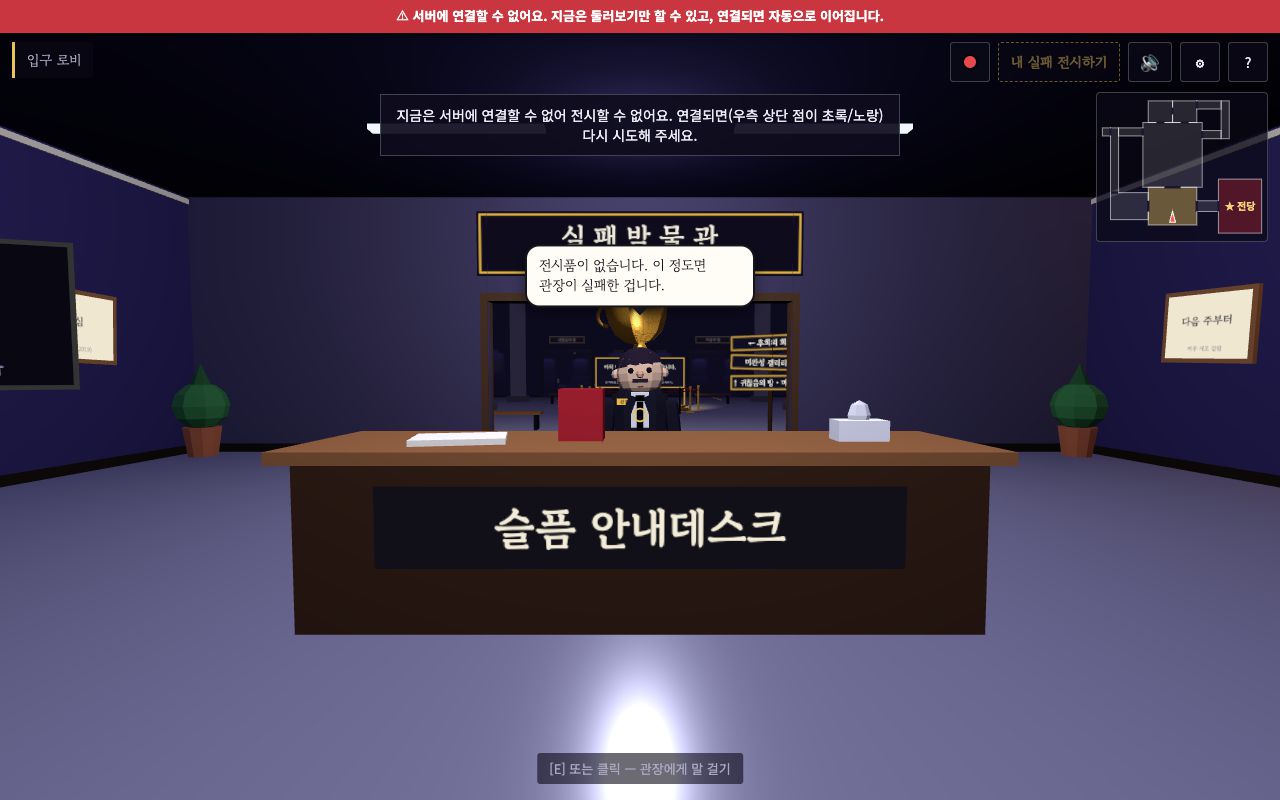 ⚠ 서버에 연결할 수 없어요. 지금은 둘러보기만 할 수 있고, 연결되면 자동으로 이어집니다.
입구 로비
내 실패 전시하기
?
지금은 서버에 연결할 수 없어 전시할 수 없어요. 연결되면(우측 상단 점이 초록/노랑)
다시 시도해 주세요.
★ 전당
실패박물관
전시품이 없습니다. 이 정도면
관장이 실패한 겁니다.
다음 주부터
미완성 갤러리
슬픔 안내데스크
[E] 또는 클릭 — 관장에게 말 걸기